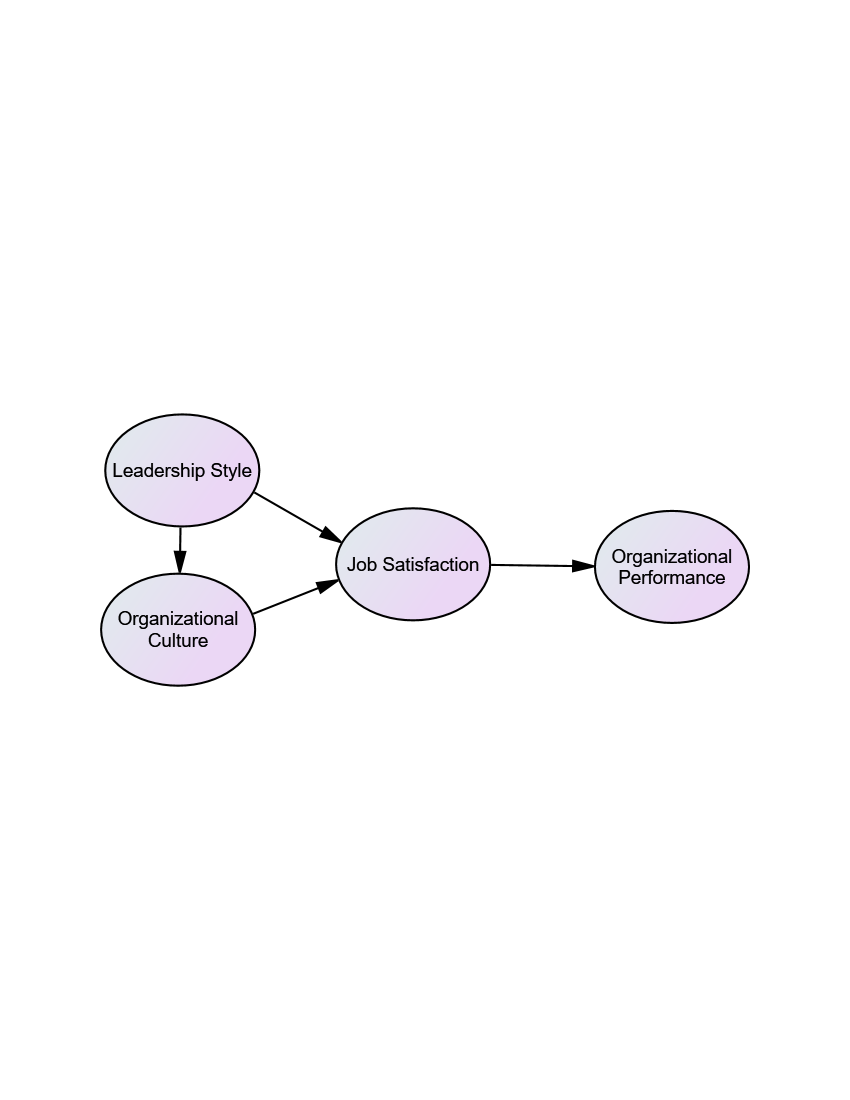 Leadership Style
Organizational
Culture
Job Satisfaction
Organizational
Performance